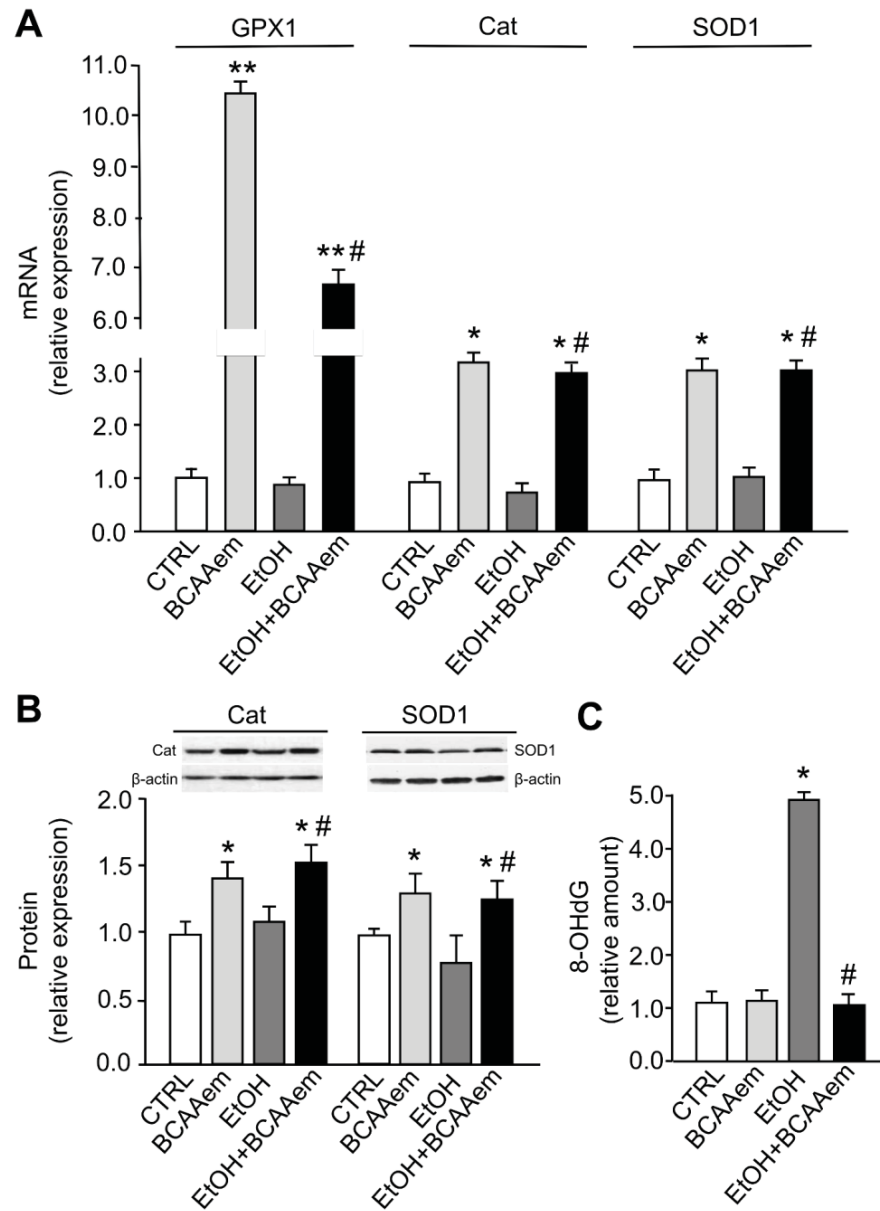 A
GPX1 Cat SOD1
mRNA
(relative expression)
11.0
10.0
9.0
8.0
7.0
6.0
3.0
2.0
1.0
0.0
**
**#
*
*#
*
*#
CTRL BCAAem EtOH EtOH+BCAAem CTRL BCAAem EtOH EtOH+BCAAem CTRL BCAAem EtOH EtOH+BCAAem
B
Cat SOD1
Cat
β-actin
SOD1
β-actin
Protein
(relative expression)
2.0
1.5
1.0
0.5
0.0
*
*#
*
*#
CTRL BCAAem EtOH EtOH+BCAAem CTRL BCAAem EtOH EtOH+BCAAem
C
8-OHdG
(relative amount)
5.0
4.0
3.0
2.0
1.0
0.0
*
#
CTRL BCAAem EtOH EtOH+BCAAem